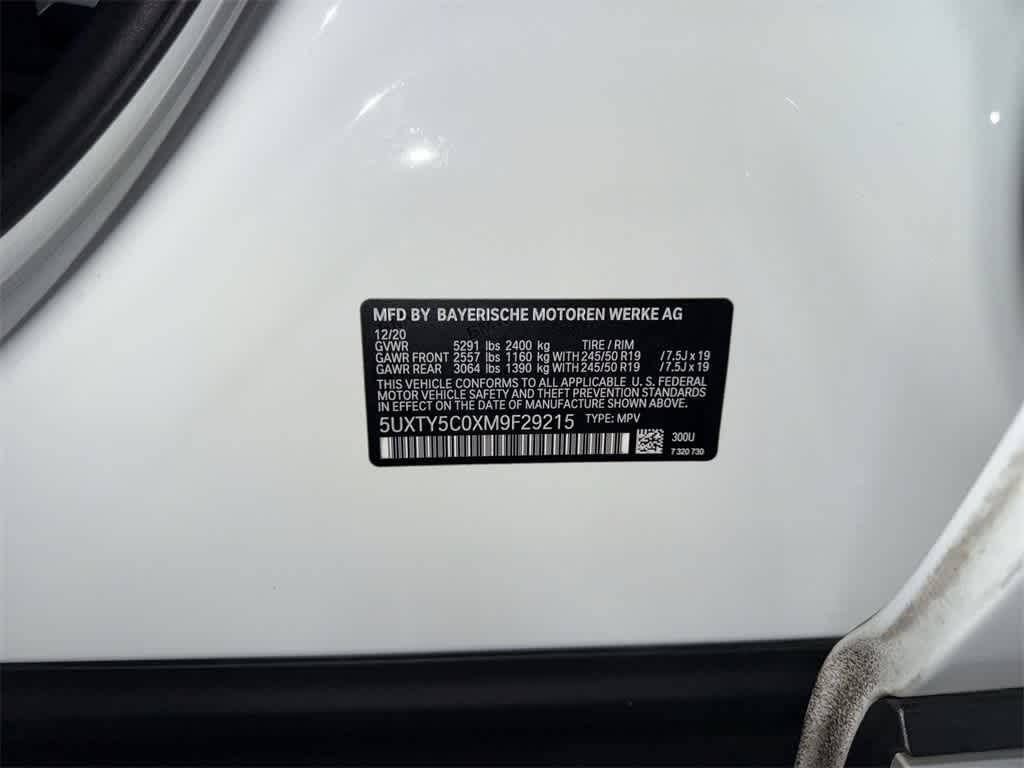 MFD BY BAYERISCHE MOTOREN WERKE AG
12/20
GVWR 5291 lbs 2400 kg TIRE / RIM
GAWR FRONT 2557 lbs 1160 kg WITH 245/50 R19 / 7.5J x 19
GAWR REAR 3064 lbs 1390 kg WITH 245/50 R19 / 7.5J x 19
THIS VEHICLE CONFORMS TO ALL APPLICABLE U. S. FEDERAL
MOTOR VEHICLE SAFETY AND THEFT PREVENTION STANDARDS
IN EFFECT ON THE DATE OF MANUFACTURE SHOWN ABOVE.
5UXTY5C0XM9F29215 TYPE: MPV
300U
7 320 730